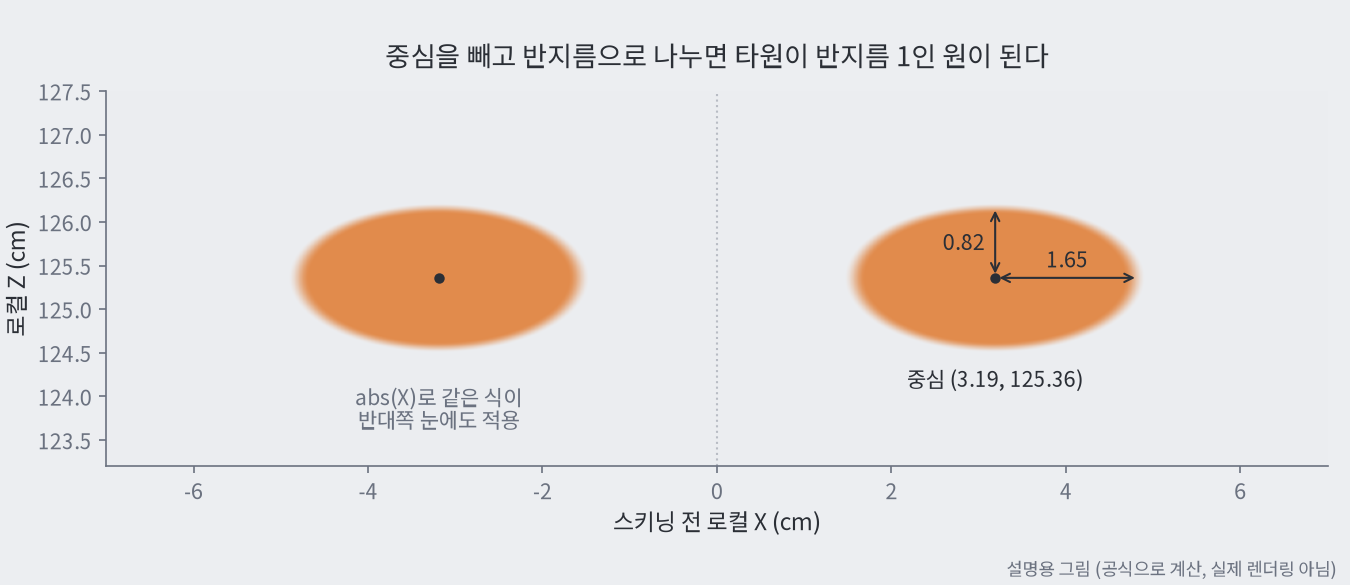 중심을 빼고 반지름으로 나누면 타원이 반지름 1인 원이 된다
127.5
127.0
126.5
126.0
125.5
125.0
124.5
124.0
123.5
로컬 Z (cm)
0.82
1.65
중심 (3.19, 125.36)
abs(X)로 같은 식이
반대쪽 눈에도 적용
-6
-4
-2
0
2
4
6
스키닝 전 로컬 X (cm)
설명용 그림 (공식으로 계산, 실제 렌더링 아님)